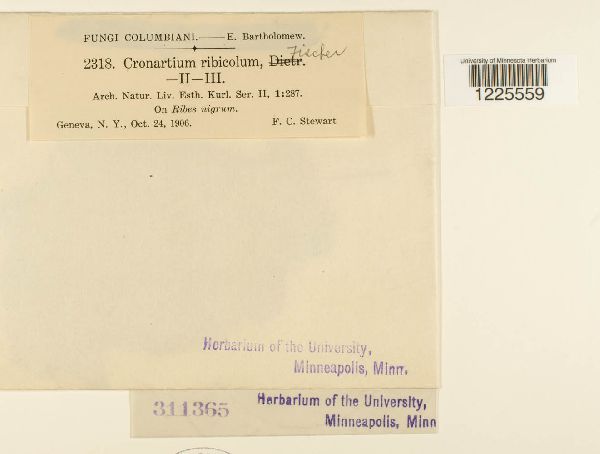 FUNGI COLUMBIANI.——E. Bartholomew.
2318. Cronartium ribicolum, Dietr. Fischer
—II—III.
Arch. Natur. Liv. Esth. Kurl. Ser. II, 1:287.
On Ribes nigrum.
Geneva, N. Y., Oct. 24, 1906. F. C. Stewart
University of Minnesota Herbarium
1225559
Herbarium of the University,
Minneapolis, Minn.
311365
Herbarium of the University,
Minneapolis, Minn